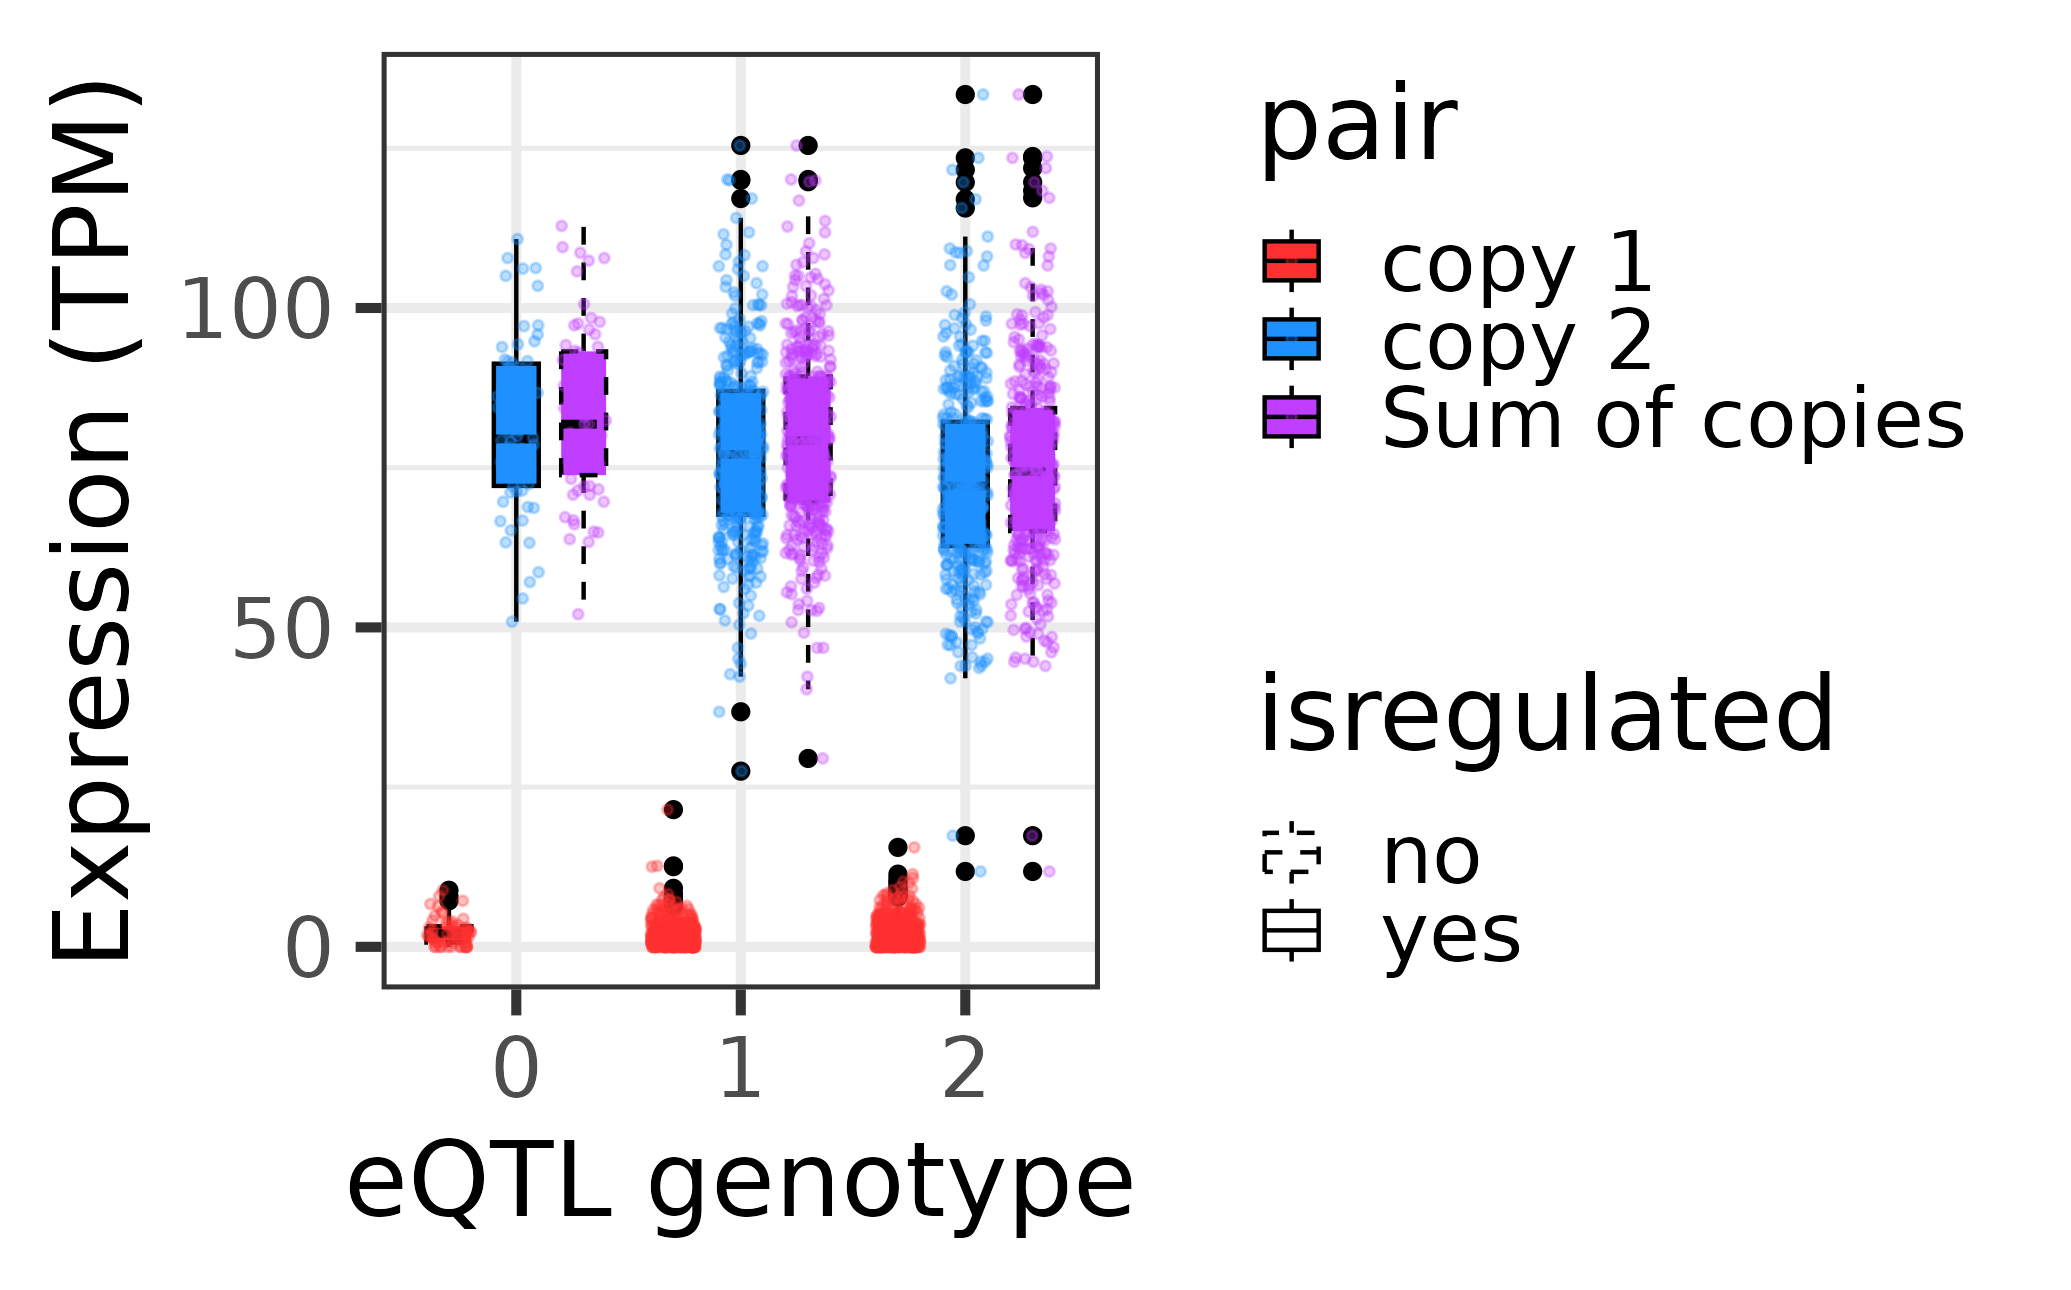 Expression (TPM)
100
50
0
0 1 2
eQTL genotype
pair
copy 1
copy 2
Sum of copies
isregulated
no
yes